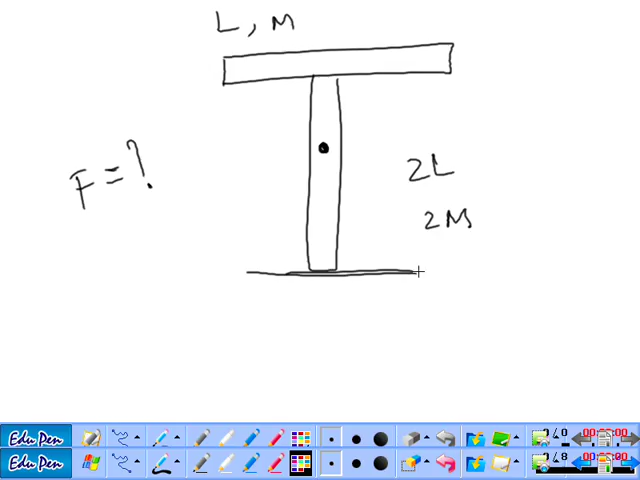 L, M
F = ?
2L
2M
Edu Pen
Edu Pen